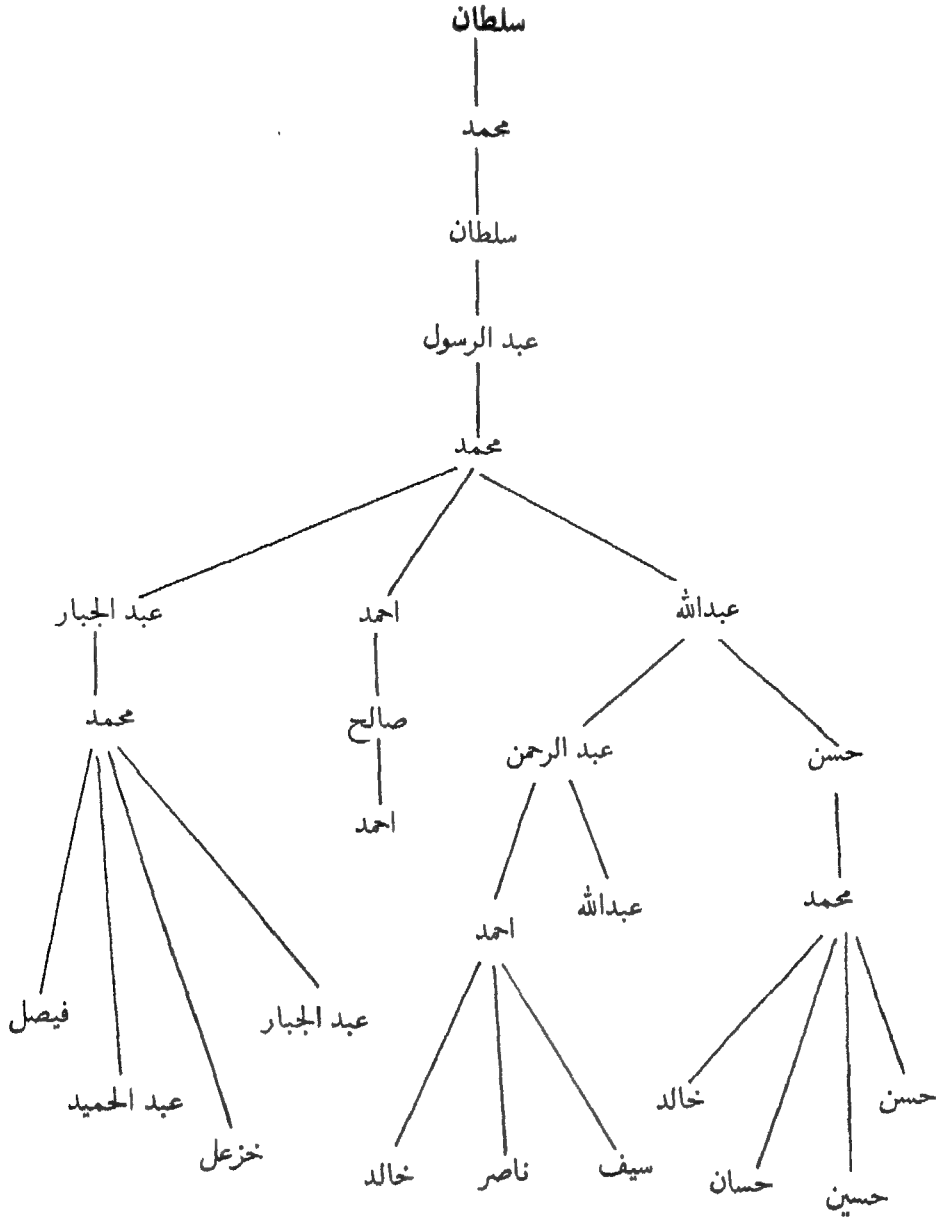 سلطان
محمد
سلطان
عبد الرسول
محمد
عبدالله
احمد
عبد الجبار
حسن
عبد الرحمن
صالح
محمد
محمد
عبدالله
احمد
احمد
عبد الجبار
فيصل
حسن
خالد
عبد الحميد
خزعل
سيف
ناصر
خالد
حسان
حسين